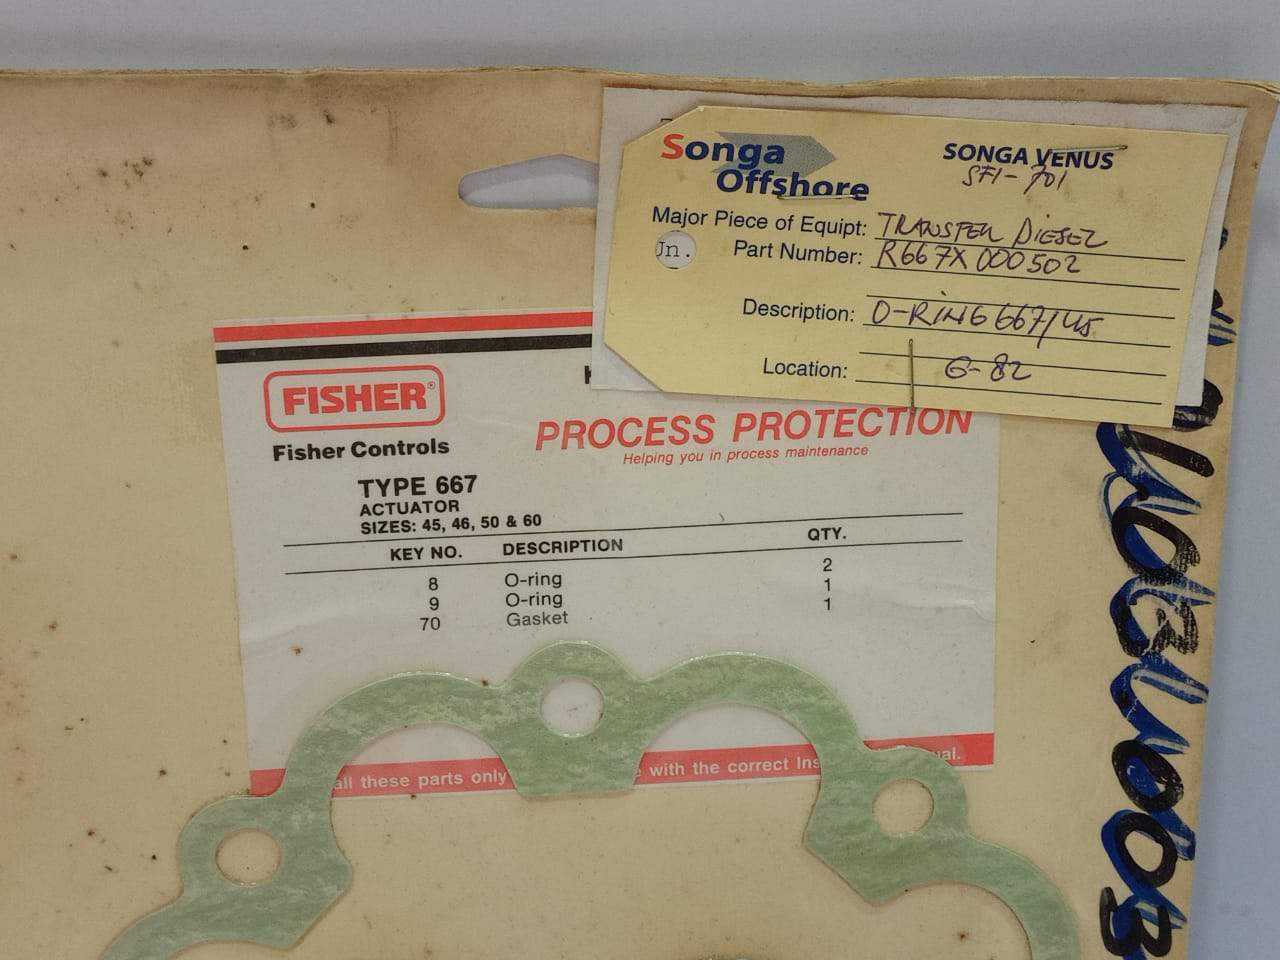 Songa
Offshore
SONGA VENUS
SFI-701
Major Piece of Equipt: TRANSFER DIESEL
Jn.
Part Number: R667X000502
Description: O-RING 667/45
Location: G-82
FISHER®
Fisher Controls
PROCESS PROTECTION
Helping you in process maintenance
TYPE 667
ACTUATOR
SIZES: 45, 46, 50 & 60
KEY NO. DESCRIPTION QTY.
8 O-ring 2
9 O-ring 1
70 Gasket 1
all these parts only with the correct Ins al.